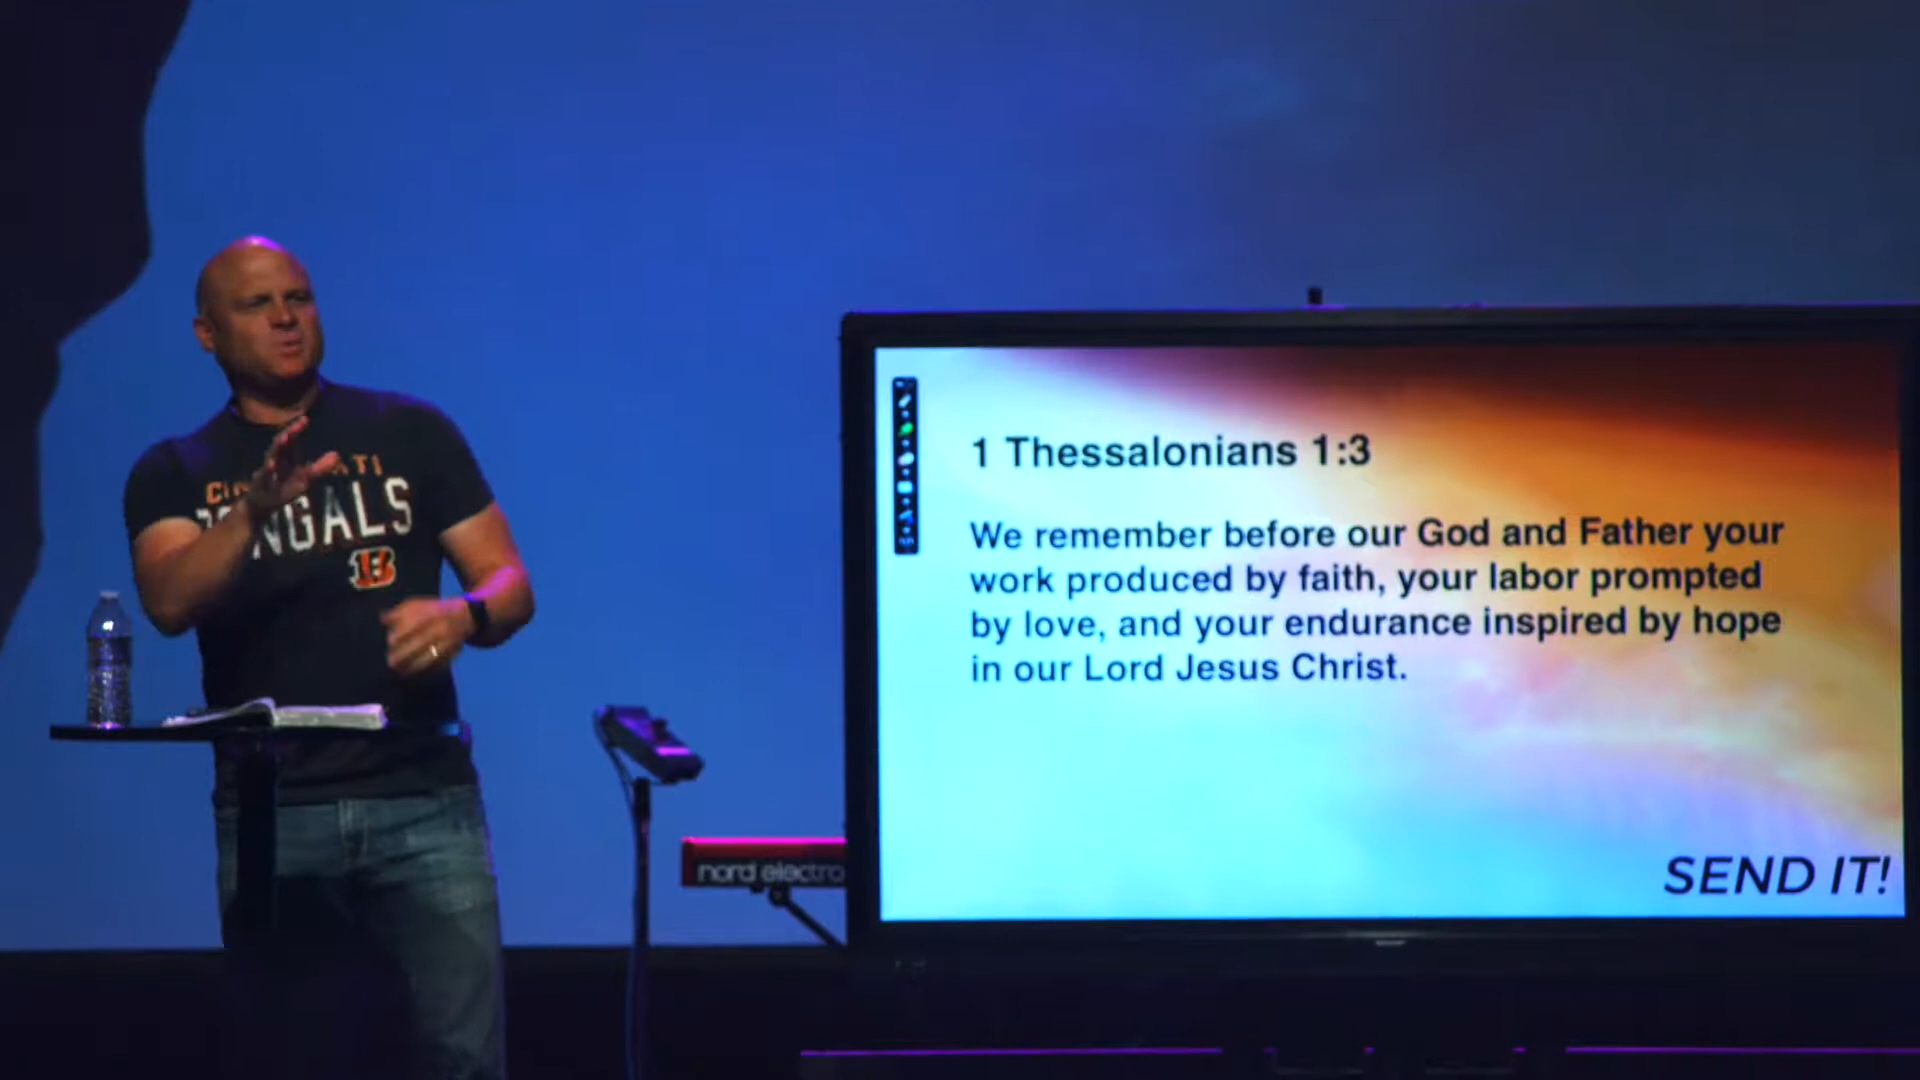 NGALS
1 Thessalonians 1:3
We remember before our God and Father your
work produced by faith, your labor prompted
by love, and your endurance inspired by hope
in our Lord Jesus Christ.
SEND IT!
nord electro